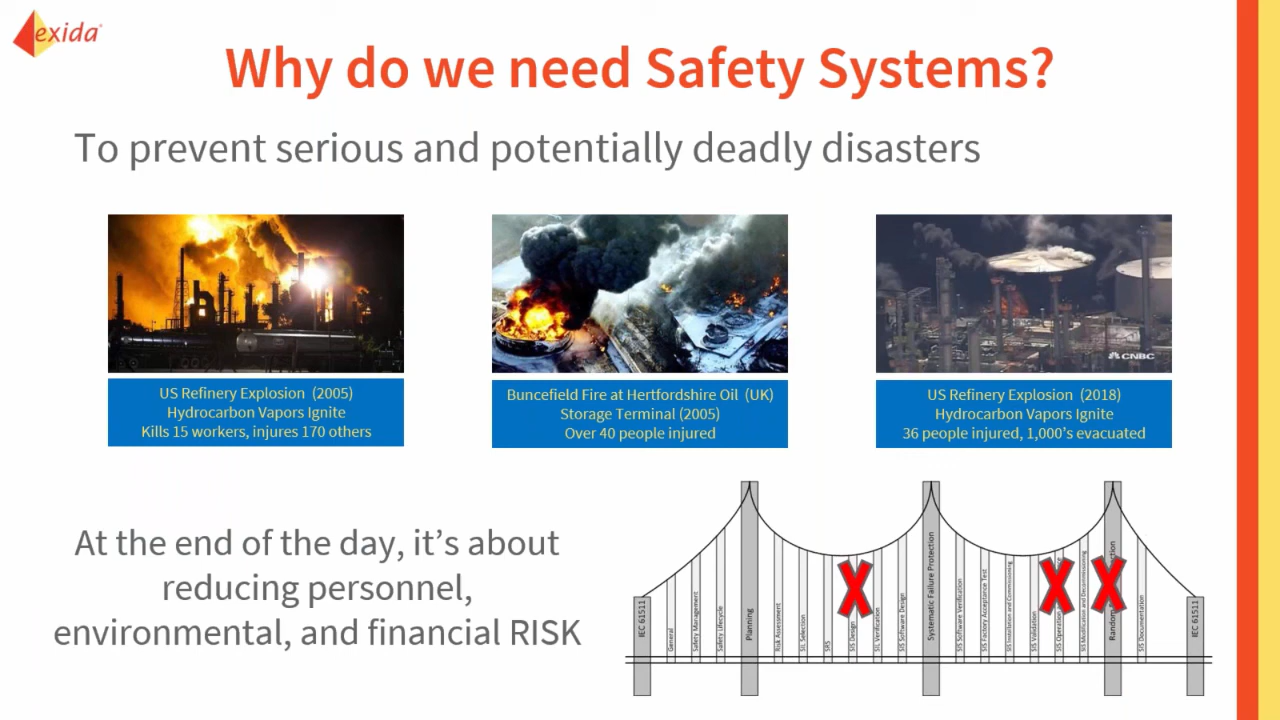 exida
Why do we need Safety Systems?
To prevent serious and potentially deadly disasters
CNBC
US Refinery Explosion (2005)
Hydrocarbon Vapors Ignite
Kills 15 workers, injures 170 others
Buncefield Fire at Hertfordshire Oil (UK)
Storage Terminal (2005)
Over 40 people injured
US Refinery Explosion (2018)
Hydrocarbon Vapors Ignite
36 people injured, 1,000's evacuated
At the end of the day, it's about
reducing personnel,
environmental, and financial RISK
IEC 61511
General
Safety Management
Safety Lifecycle
Planning
Risk Assessment
SIL Selection
SRS
SIS Design
SIL Verification
SIS Software Design
Systematic Failure Protection
SIS Software Verification
SIS Factory Acceptance Test
SIS Installation and Commissioning
SIS Validation
SIS Operation
SIS Modification and Decommissioning
Random
SIS Documentation
IEC 61511